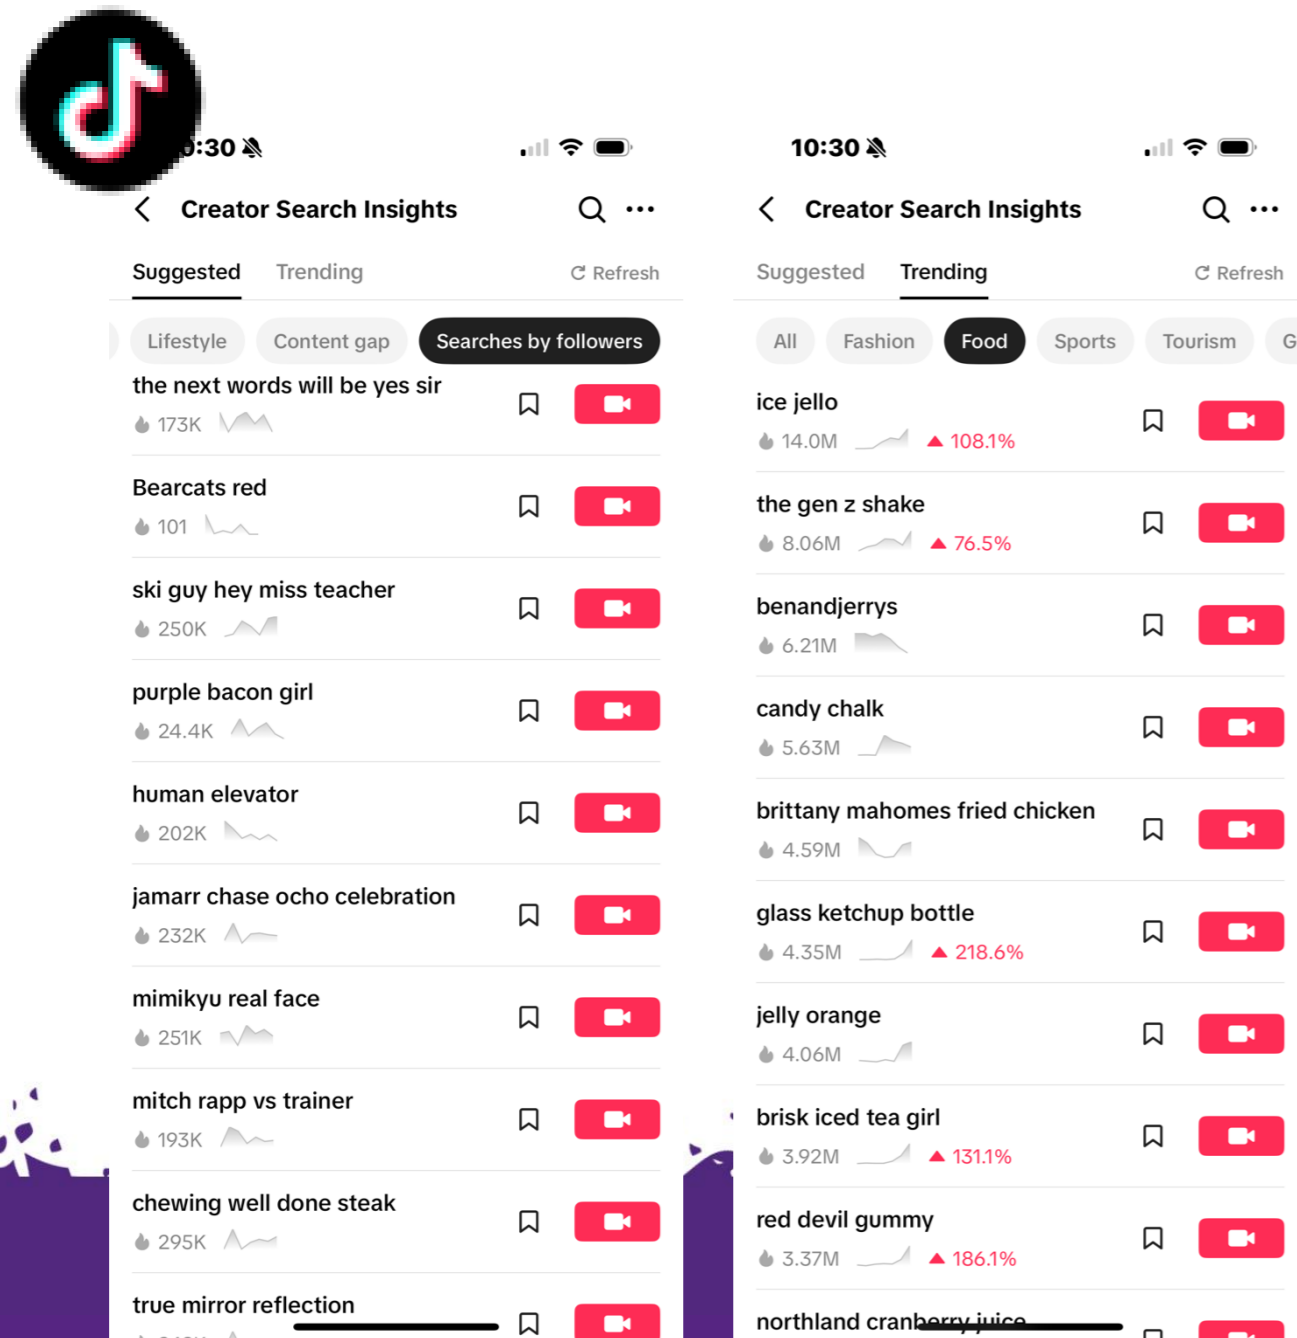 :30
Creator Search Insights
Suggested Trending Refresh
Lifestyle Content gap Searches by followers
the next words will be yes sir
173K
Bearcats red
101
ski guy hey miss teacher
250K
purple bacon girl
24.4K
human elevator
202K
jamarr chase ocho celebration
232K
mimikyu real face
251K
mitch rapp vs trainer
193K
chewing well done steak
295K
true mirror reflection
10:30
Creator Search Insights
Suggested Trending Refresh
All Fashion Food Sports Tourism G
ice jello
14.0M 108.1%
the gen z shake
8.06M 76.5%
benandjerrys
6.21M
candy chalk
5.63M
brittany mahomes fried chicken
4.59M
glass ketchup bottle
4.35M 218.6%
jelly orange
4.06M
brisk iced tea girl
3.92M 131.1%
red devil gummy
3.37M 186.1%
northland cranberry juice